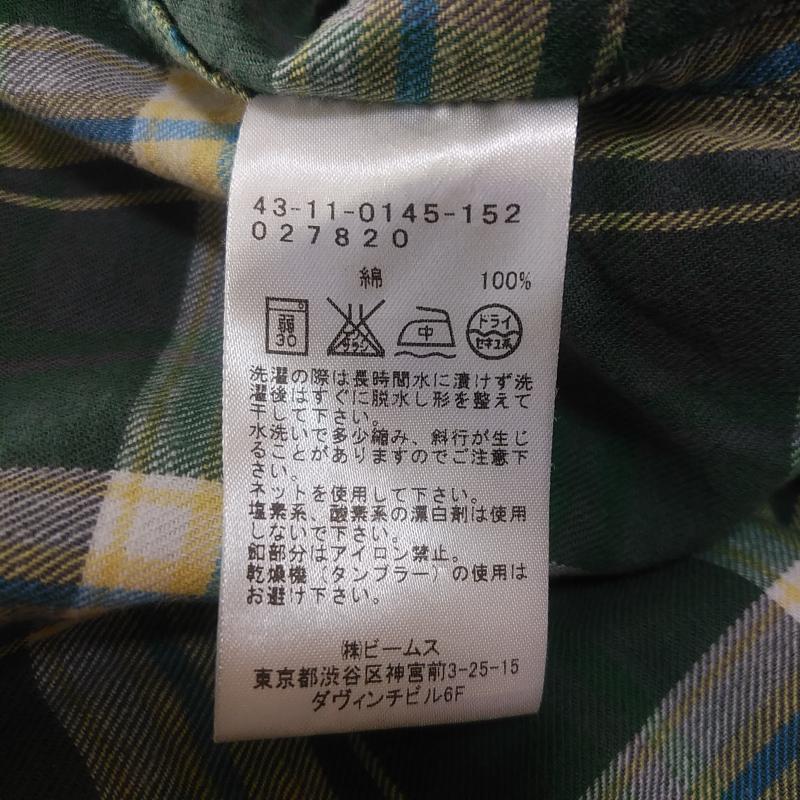 43-11-0145-152
027820
綿 100%
弱 30
エンソ サラシ
中
ドライ
セキユ系
洗濯の際は長時間水に漬けず洗
濯後はすぐに脱水し形を整えて
干して下さい。
水洗いで多少縮み、斜行が生じ
ることがありますのでご注意下
さい。
ネットを使用して下さい。
塩素系、酸素系の漂白剤は使用
しないで下さい。
釦部分はアイロン禁止。
乾燥機（タンブラー）の使用は
お避け下さい。
㈱ビームス
東京都渋谷区神宮前3-25-15
ダヴィンチビル6F